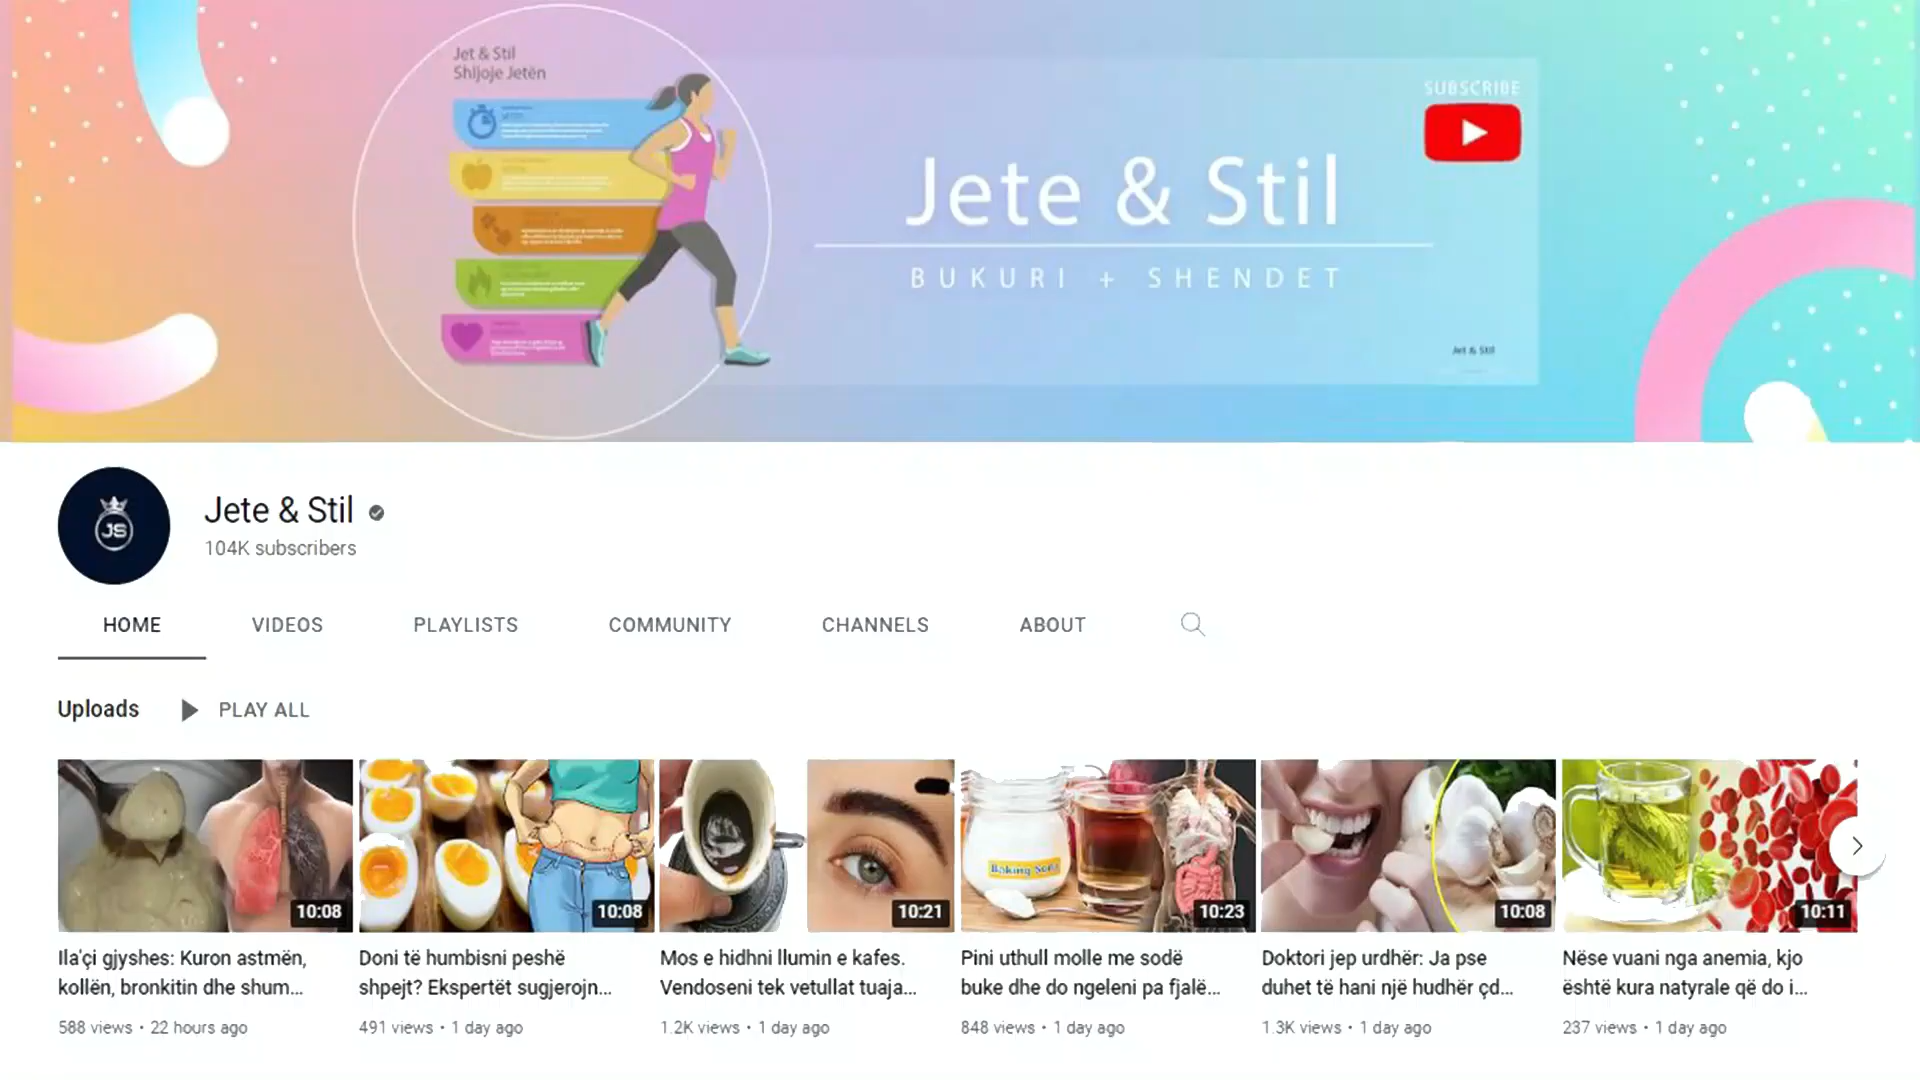 Jet & Stil
Shijoje Jetën
SUBSCRIBE
Jete & Stil
BUKURI + SHENDET
Jet & Stil
JS
Jete & Stil
104K subscribers
HOME VIDEOS PLAYLISTS COMMUNITY CHANNELS ABOUT
Uploads PLAY ALL
Baking Soda
10:08 10:08 10:21 10:23 10:08 10:11
Ila'çi gjyshes: Kuron astmën,
kollën, bronkitin dhe shum...
588 views • 22 hours ago
Doni të humbisni peshë
shpejt? Ekspertët sugjerojn...
491 views • 1 day ago
Mos e hidhni llumin e kafes.
Vendoseni tek vetullat tuaja...
1.2K views • 1 day ago
Pini uthull molle me sodë
buke dhe do ngeleni pa fjalë...
848 views • 1 day ago
Doktori jep urdhër: Ja pse
duhet të hani një hudhër çd...
1.3K views • 1 day ago
Nëse vuani nga anemia, kjo
është kura natyrale që do i...
237 views • 1 day ago